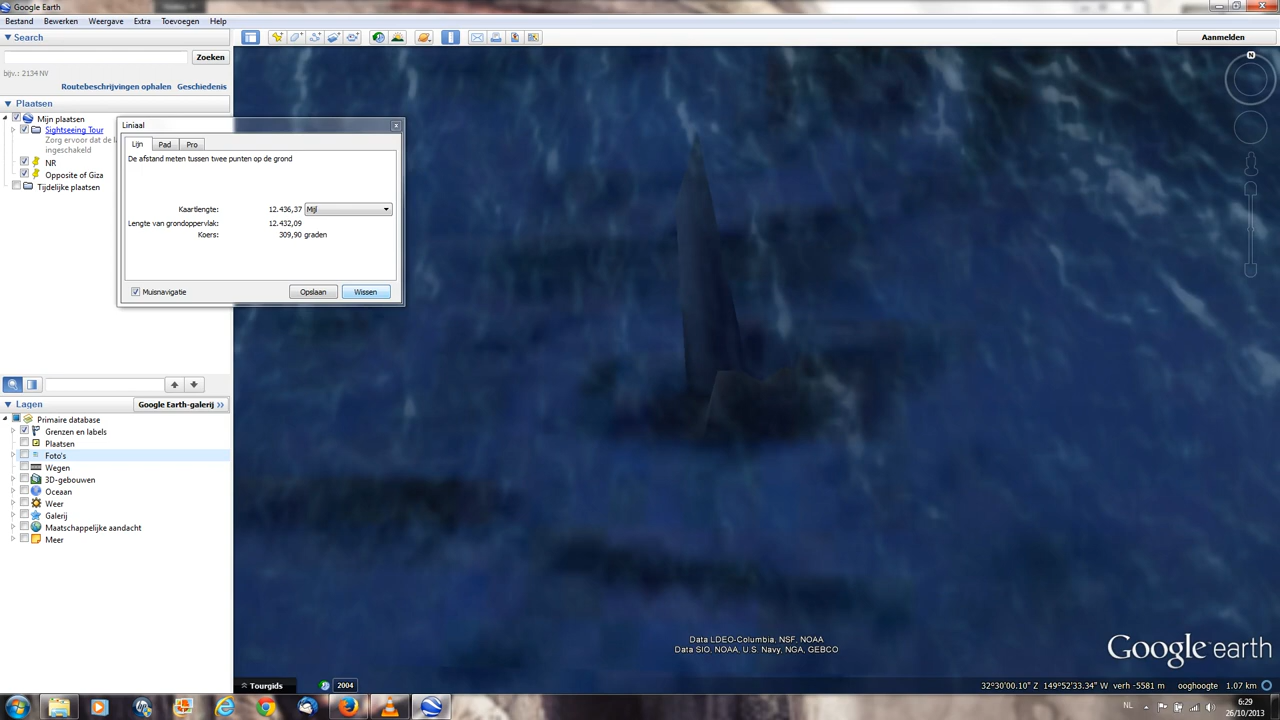 Google Earth
Bestand Bewerken Weergave Extra Toevoegen Help
Search
Zoeken
bijv.: 2134 NV
Routebeschrijvingen ophalen Geschiedenis
Aanmelden
N
Plaatsen
Mijn plaatsen
Sightseeing Tour
Zorg ervoor dat de l
ingeschakeld
NR
Opposite of Giza
Tijdelijke plaatsen
Liniaal
Lijn Pad Pro
De afstand meten tussen twee punten op de grond
Kaartlengte: 12.436,37 Mijl
Lengte van grondoppervlak: 12.432,09
Koers: 309,90 graden
Muisnavigatie Opslaan Wissen
Lagen Google Earth-galerij >>
Primaire database
Grenzen en labels
Plaatsen
Foto's
Wegen
3D-gebouwen
Oceaan
Weer
Galerij
Maatschappelijke aandacht
Meer
Data LDEO-Columbia, NSF, NOAA
Data SIO, NOAA, U.S. Navy, NGA, GEBCO
Google earth
Tourgids 2004
32°30'00.10" Z 149°52'33.34" W verh -5581 m ooghoogte 1.07 km
NL 6:29
26/10/2013